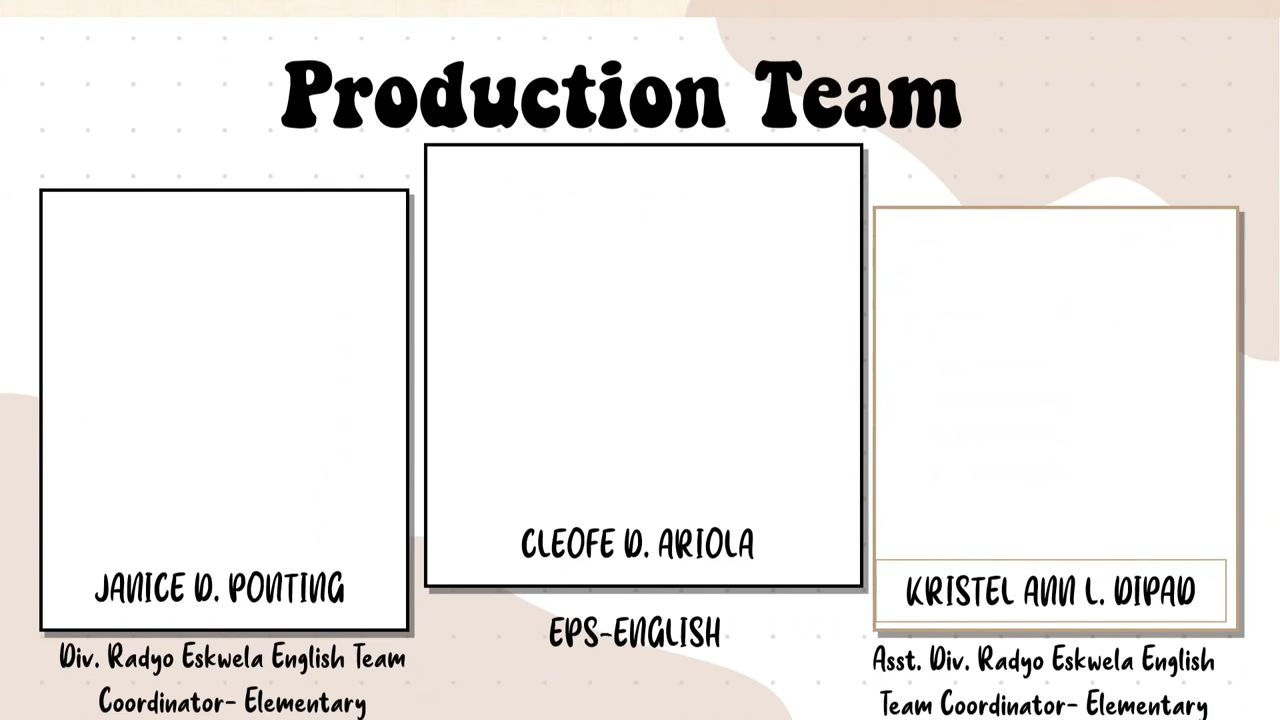 Production Team
JANICE D. PONTING
Div. Radyo Eskwela English Team
Coordinator- Elementary
CLEOFE D. ARIOLA
EPS-ENGLISH
KRISTEL ANN L. DIPAD
Asst. Div. Radyo Eskwela English
Team Coordinator- Elementary